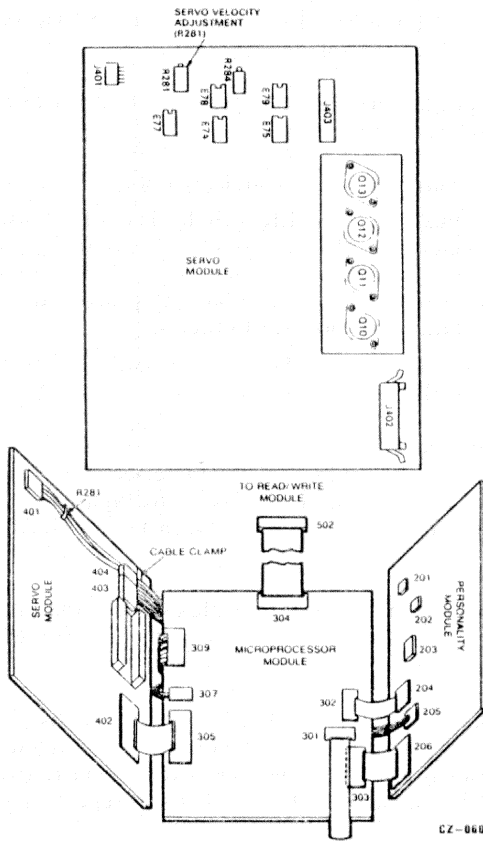 SERVO VELOCITY
ADJUSTMENT
(R281)
J401
R281
R284
E78
E79
J403
E77
E74
E75
Q13
Q12
Q11
Q10
SERVO
MODULE
J402
TO READ/WRITE
MODULE
502
401
R281
CABLE CLAMP
404
403
SERVO
MODULE
304
MICROPROCESSOR
MODULE
309
307
402
305
302
301
303
201
202
203
204
205
206
PERSONALITY
MODULE